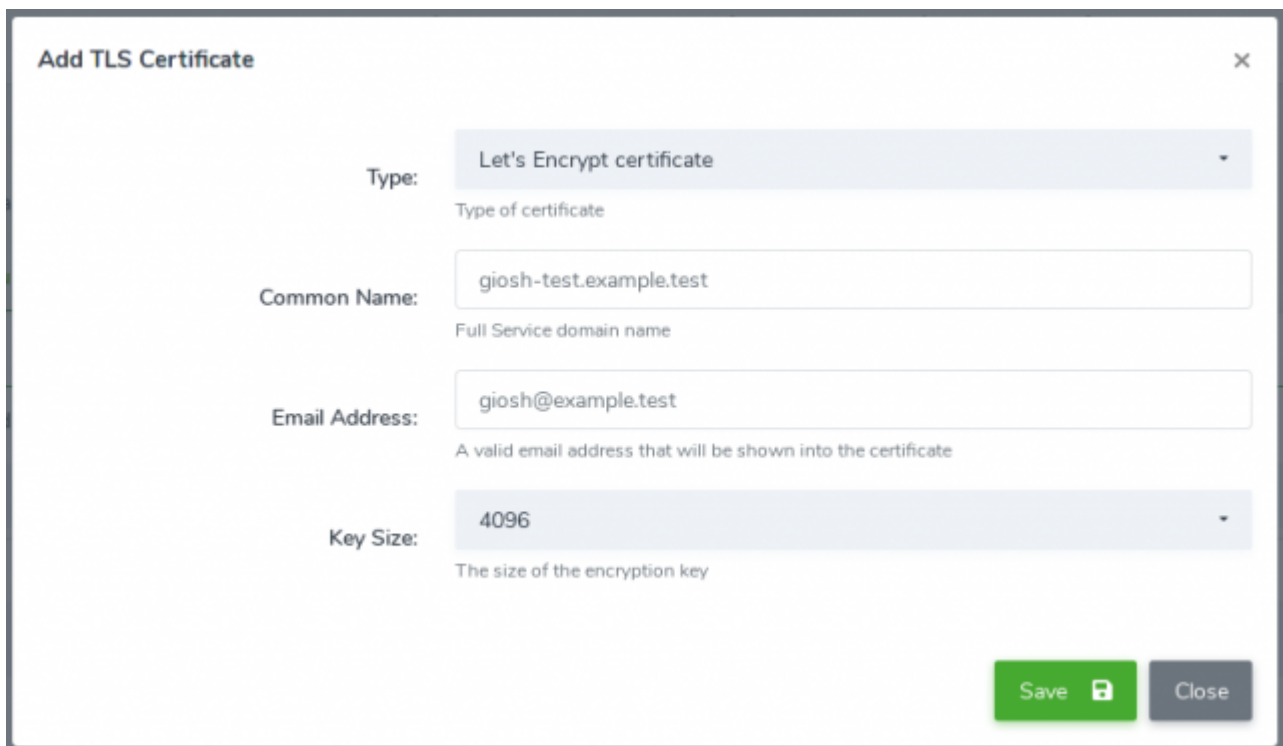 Add TLS Certificate
×
Type:
Let's Encrypt certificate
Type of certificate
Common Name:
giosh-test.example.test
Full Service domain name
Email Address:
giosh@example.test
A valid email address that will be shown into the certificate
Key Size:
4096
The size of the encryption key
Save
Close